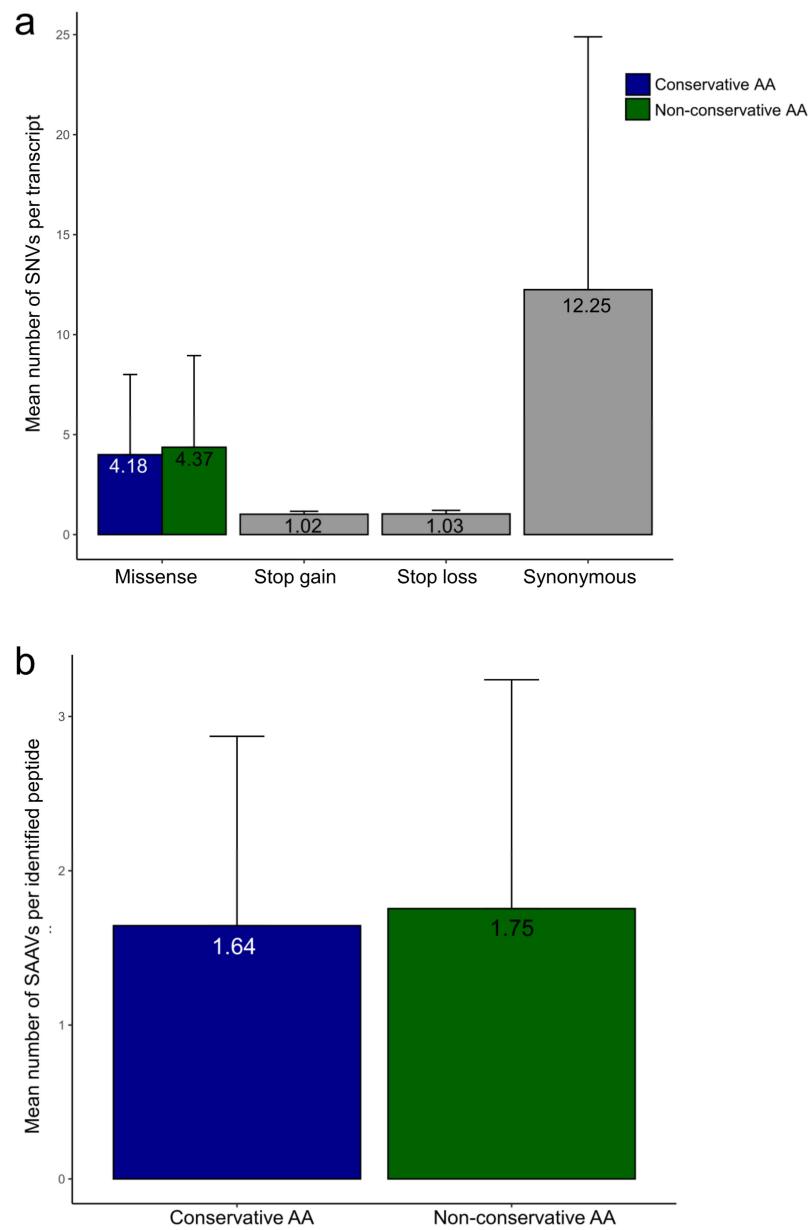 a
Mean number of SNVs per transcript
25
20
15
10
5
0
Conservative AA
Non-conservative AA
4.18
4.37
1.02
1.03
12.25
Missense
Stop gain
Stop loss
Synonymous
b
Mean number of SAAVs per identified peptide
3
2
1
0
1.64
1.75
Conservative AA
Non-conservative AA